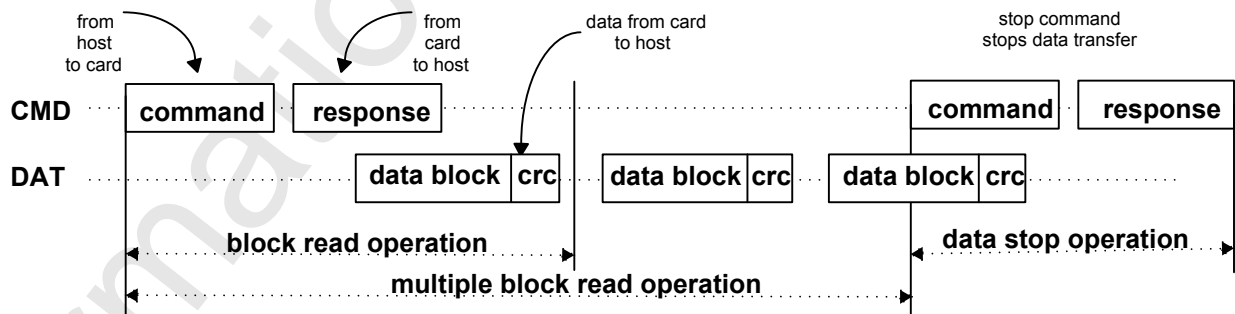 from
host
to card
from
card
to host
data from card
to host
stop command
stops data transfer
CMD
command
response
command
response
DAT
data block
crc
data block
crc
data block
crc
block read operation
data stop operation
multiple block read operation